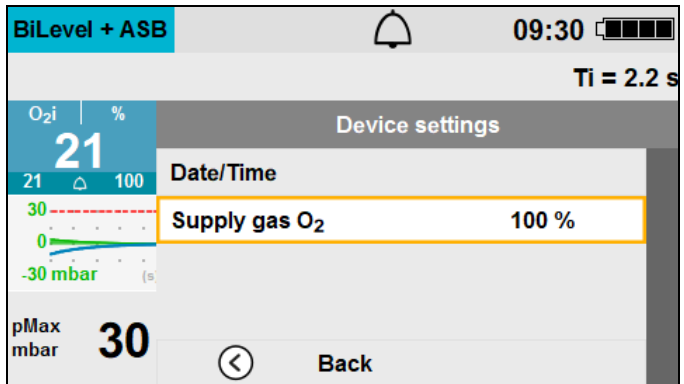 BiLevel + ASB 09:30
Ti = 2.2 s
O₂i %
21
21 100
Device settings
Date/Time
Supply gas O₂ 100 %
30
0
-30 mbar (s
pMax
mbar 30
Back